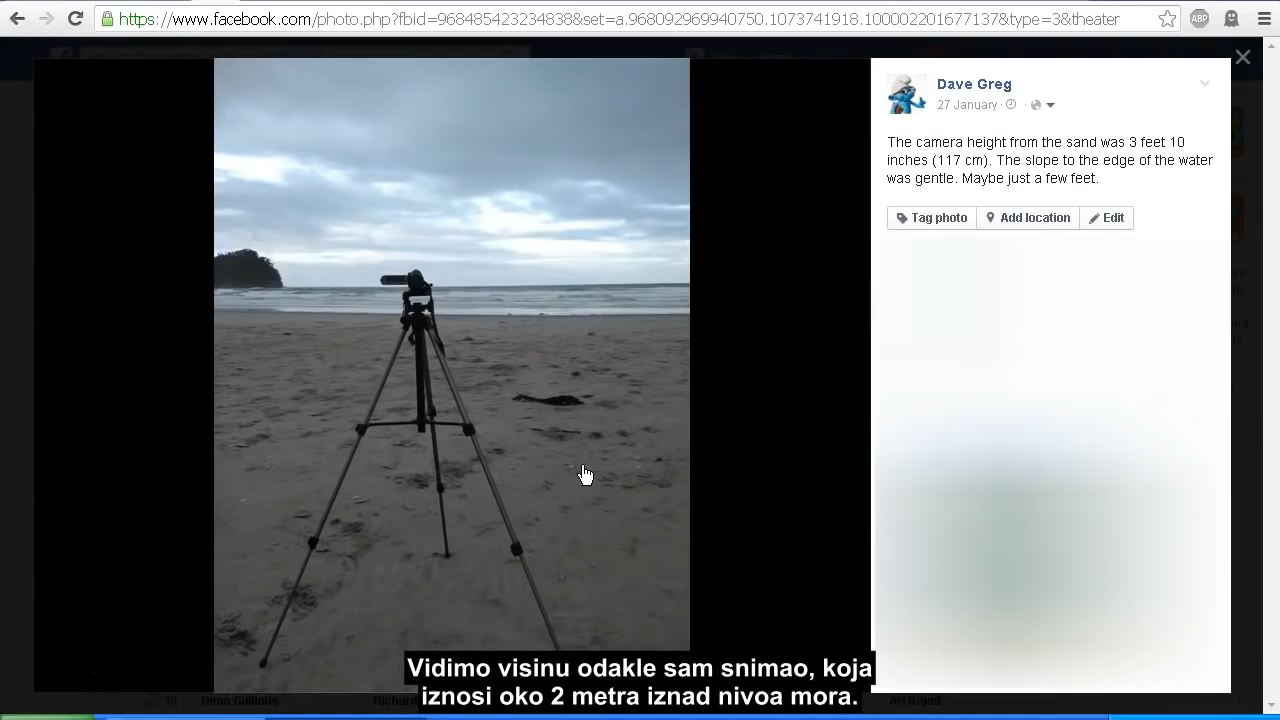 https://www.facebook.com/photo.php?fbid=968485422234838&set=a.968092968940750.1073741918.100002201677137&type=3&theater
ABP
Dave Greg
27 January
The camera height from the sand was 3 feet 10
inches (117 cm). The slope to the edge of the water
was gentle. Maybe just a few feet.
Tag photo
Add location
Edit
Vidimo visinu odakle sam snimao, koja
iznosi oko 2 metra iznad nivoa mora.